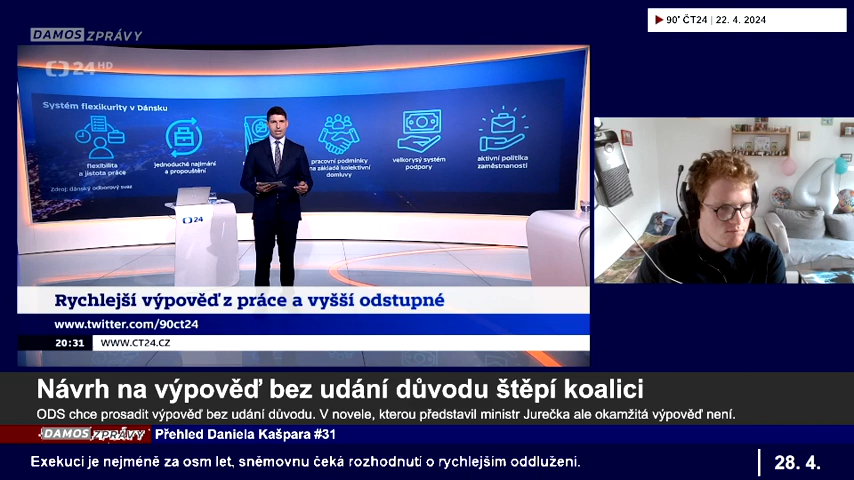 90' ČT24 | 22. 4. 2024
DAMOS ZPRÁVY
24 HD
Systém flexikurity v Dánsku
flexibilita
a jistota práce
jednoduché najímání
a propouštění
pracovní podmínky
na základě kolektivní
domluvy
velkorysý systém
podpory
aktivní politika
zaměstnanosti
Zdroj: dánský odborový svaz
24
Rychlejší výpověď z práce a vyšší odstupné
www.twitter.com/90ct24
20:31 WWW.CT24.CZ
Návrh na výpověď bez udání důvodu štěpí koalici
ODS chce prosadit výpověď bez udání důvodu. V novele, kterou představil ministr Jurečka ale okamžitá výpověď není.
DAMOS ZPRÁVY Přehled Daniela Kašpara #31
Exekucí je nejméně za osm let, sněmovnu čeká rozhodnutí o rychlejším oddlužení.
28. 4.